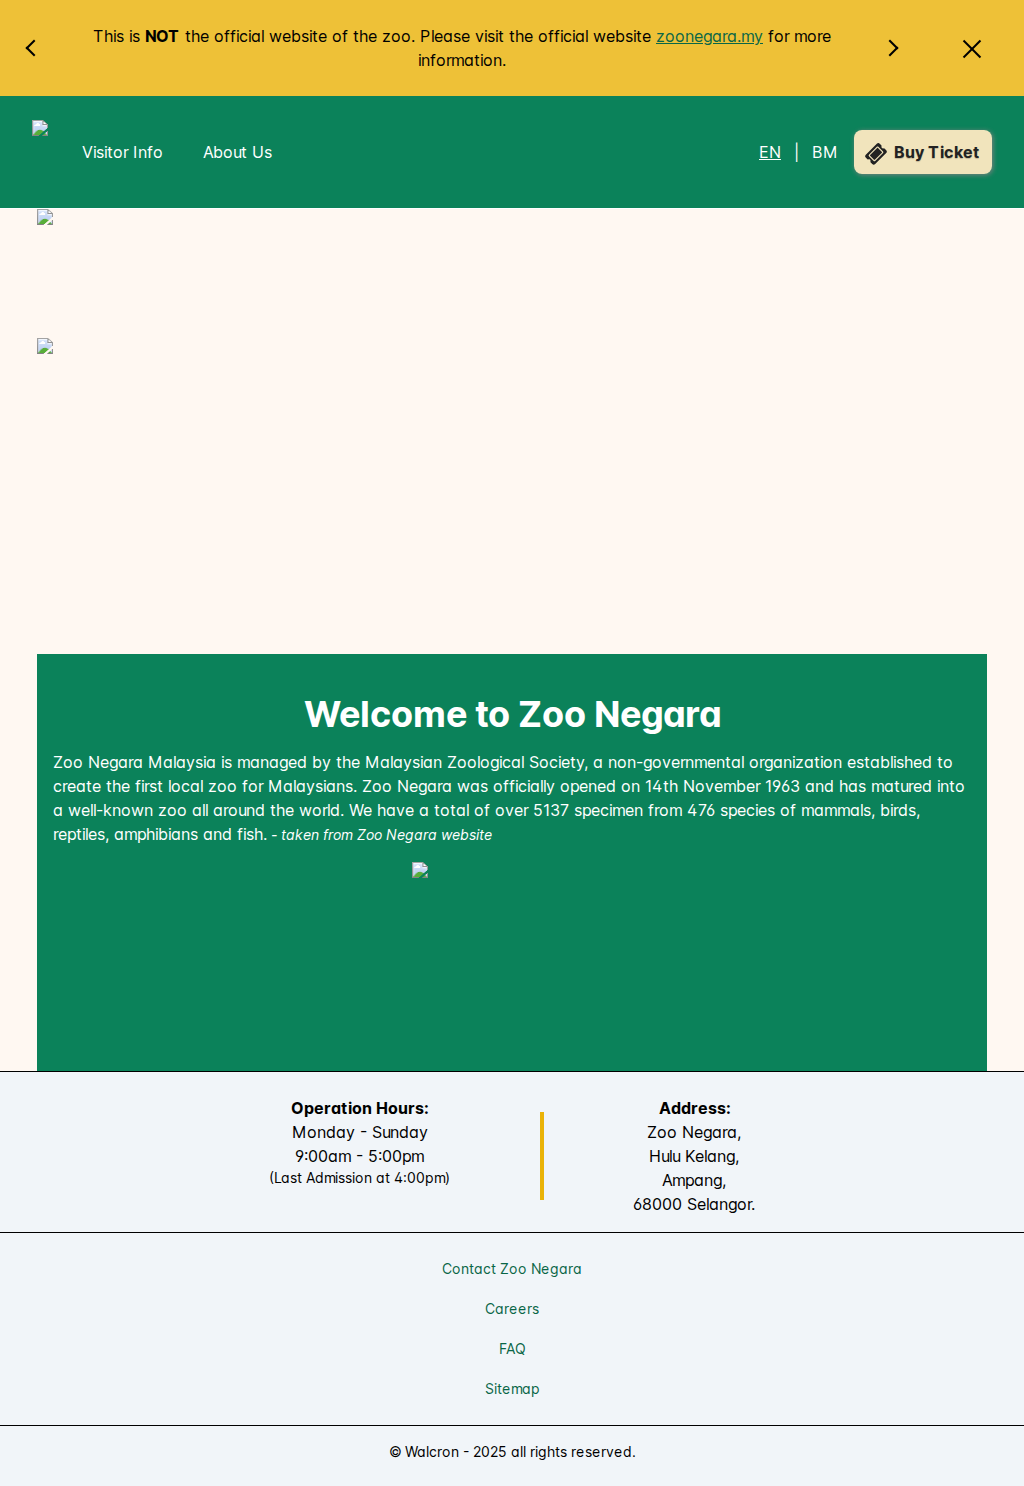 This is NOT the official website of the zoo. Please visit the official website zoonegara.my for more
information.
Visitor Info
About Us
EN | BM
Buy Ticket
Welcome to Zoo Negara
Zoo Negara Malaysia is managed by the Malaysian Zoological Society, a non-governmental organization established to
create the first local zoo for Malaysians. Zoo Negara was officially opened on 14th November 1963 and has matured into
a well-known zoo all around the world. We have a total of over 5137 specimen from 476 species of mammals, birds,
reptiles, amphibians and fish. - taken from Zoo Negara website
Operation Hours:
Monday - Sunday
9:00am - 5:00pm
(Last Admission at 4:00pm)
Address:
Zoo Negara,
Hulu Kelang,
Ampang,
68000 Selangor.
Contact Zoo Negara
Careers
FAQ
Sitemap
© Walcron - 2025 all rights reserved.